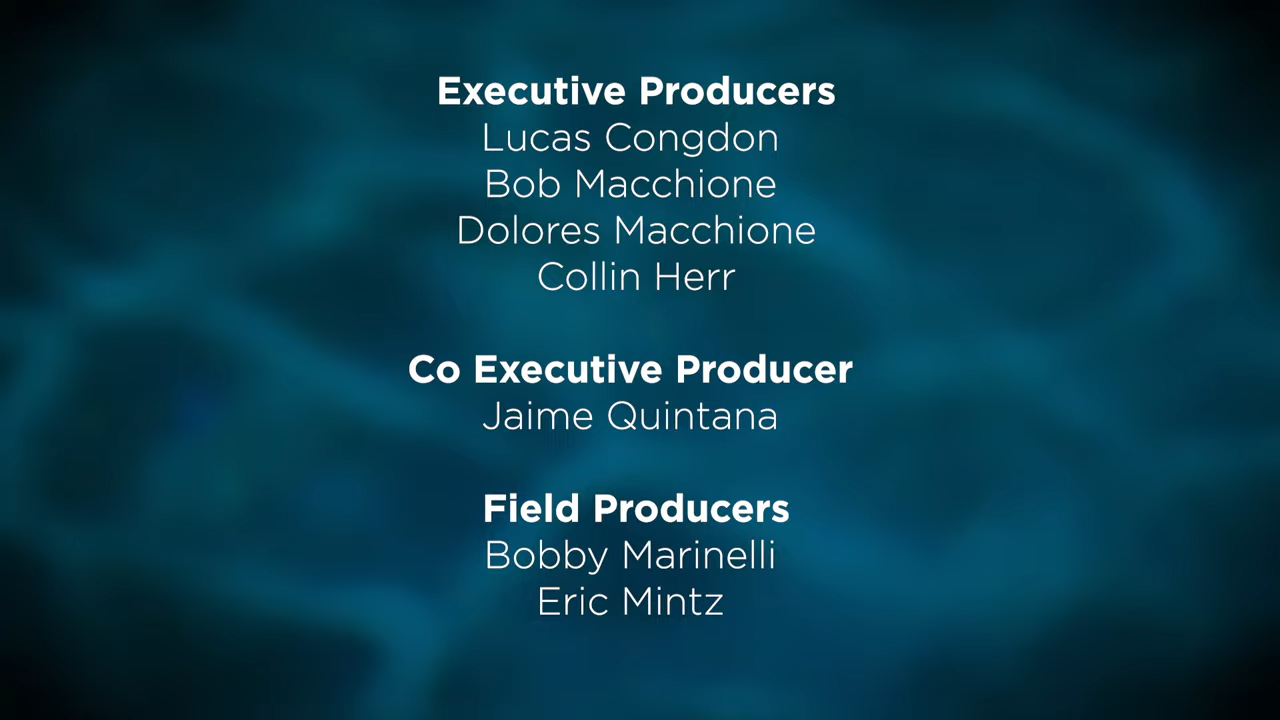 Executive Producers
Lucas Congdon
Bob Macchione
Dolores Macchione
Collin Herr
Co Executive Producer
Jaime Quintana
Field Producers
Bobby Marinelli
Eric Mintz